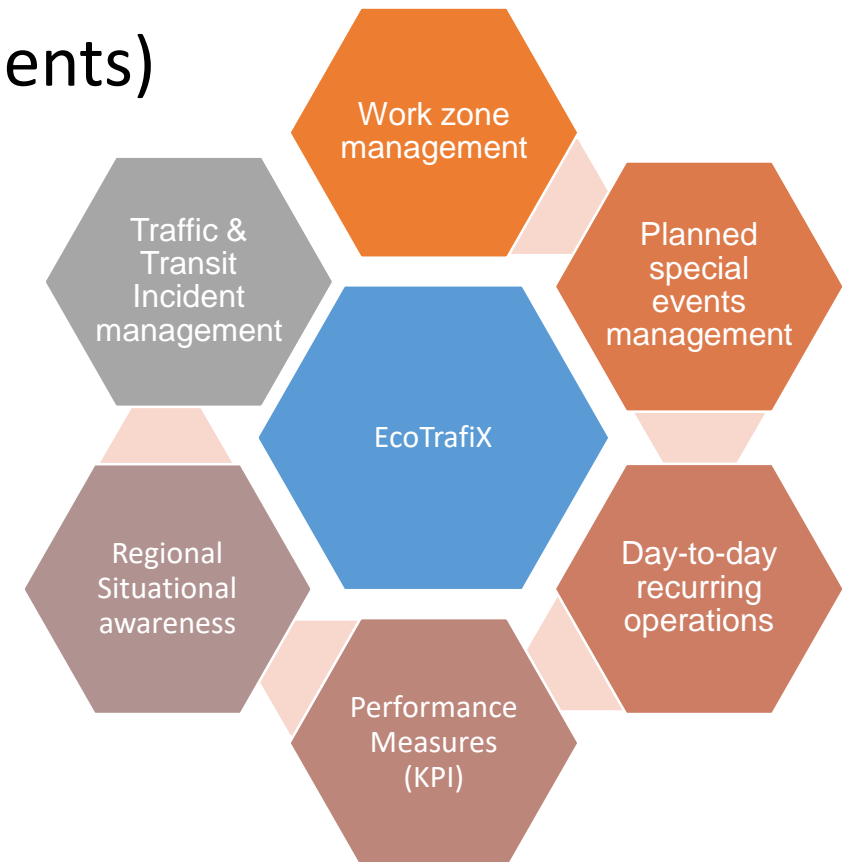 ents)
Work zone
management
Traffic &
Transit
Incident
management
Planned
special
events
management
EcoTrafiX
Regional
Situational
awareness
Day-to-day
recurring
operations
Performance
Measures
(KPI)